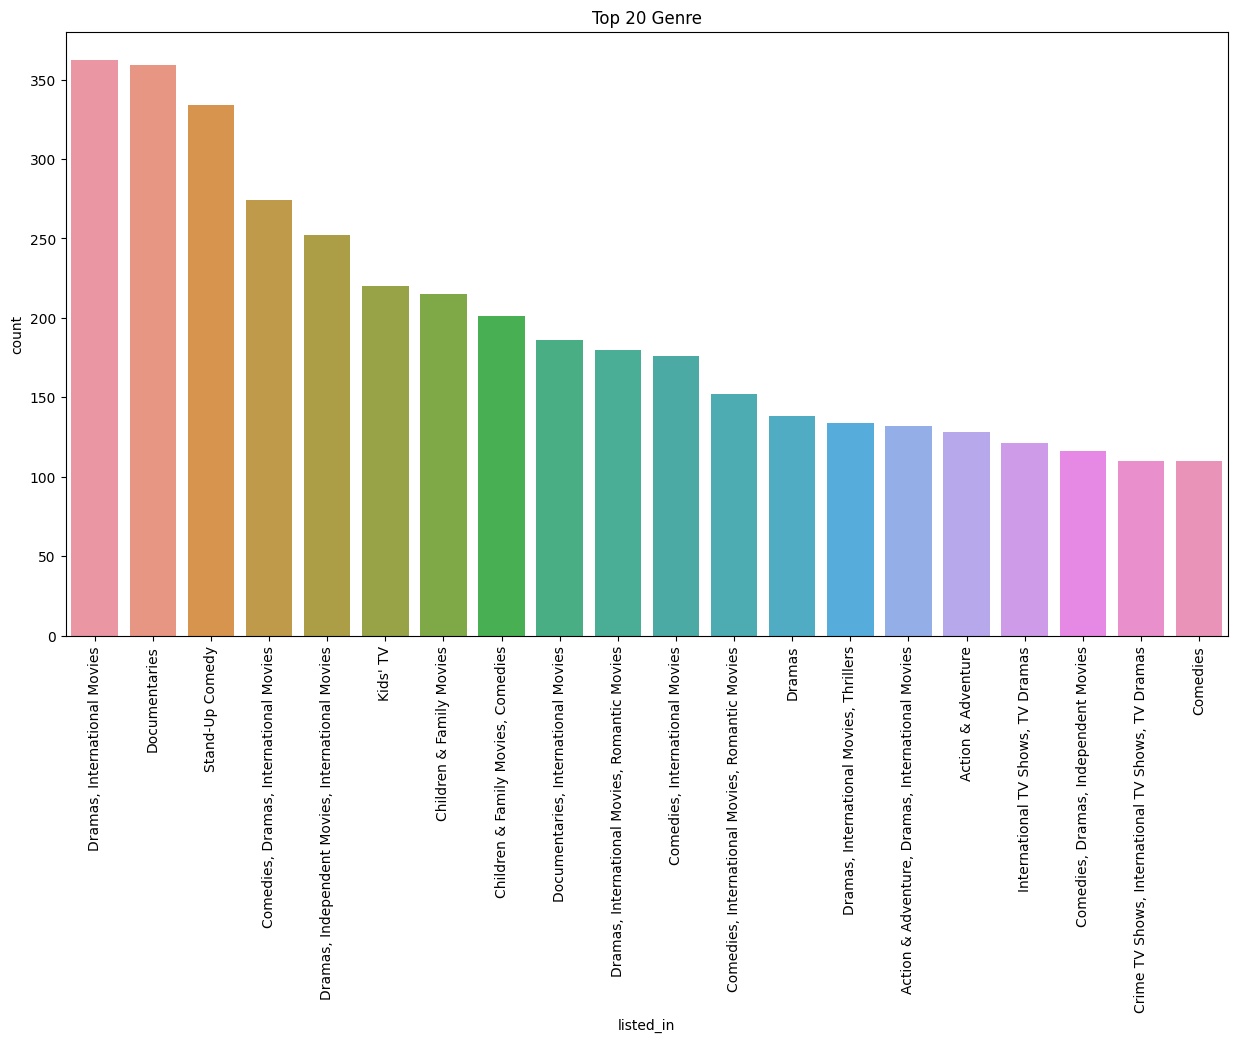 Top 20 Genre
count
350
300
250
200
150
100
50
0
Dramas, International Movies
Documentaries
Stand-Up Comedy
Comedies, Dramas, International Movies
Dramas, Independent Movies, International Movies
Kids' TV
Children & Family Movies
Children & Family Movies, Comedies
Documentaries, International Movies
Dramas, International Movies, Romantic Movies
Comedies, International Movies
Comedies, International Movies, Romantic Movies
Dramas
Dramas, International Movies, Thrillers
Action & Adventure, Dramas, International Movies
Action & Adventure
International TV Shows, TV Dramas
Comedies, Dramas, Independent Movies
Crime TV Shows, International TV Shows, TV Dramas
Comedies
listed_in